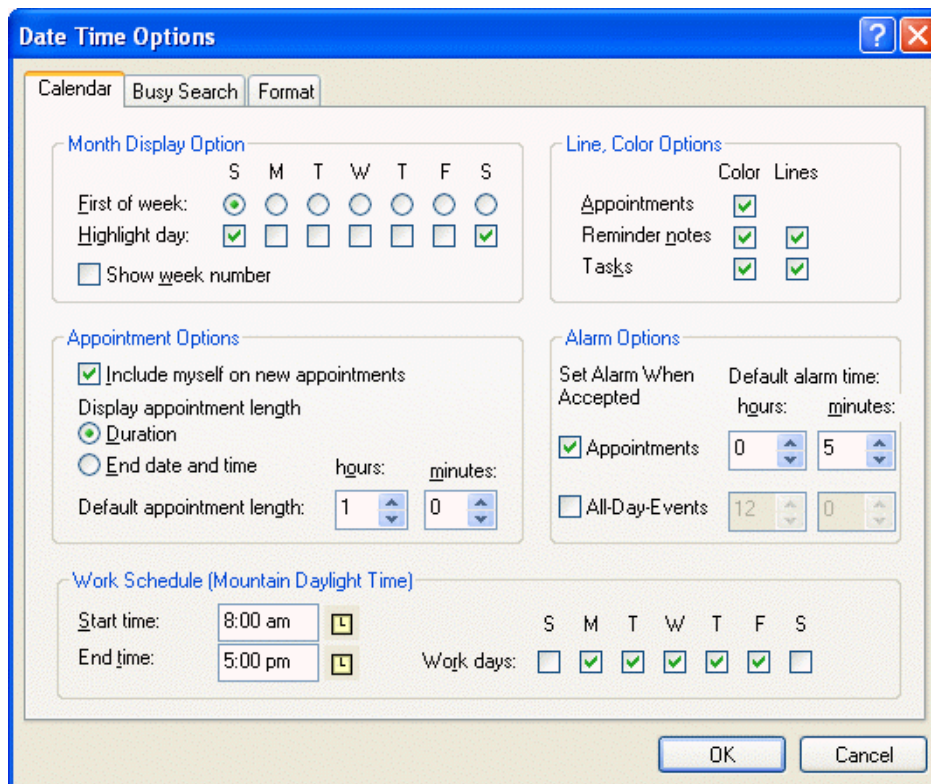 Date Time Options
Calendar Busy Search Format
Month Display Option
S M T W T F S
First of week:
Highlight day:
Show week number
Line, Color Options
Color Lines
Appointments
Reminder notes
Tasks
Appointment Options
Include myself on new appointments
Display appointment length
Duration
End date and time
hours: minutes:
Default appointment length: 1 0
Alarm Options
Set Alarm When
Accepted
Default alarm time:
hours: minutes:
Appointments 0 5
All-Day-Events 12 0
Work Schedule (Mountain Daylight Time)
Start time: 8:00 am
End time: 5:00 pm
S M T W T F S
Work days:
OK Cancel